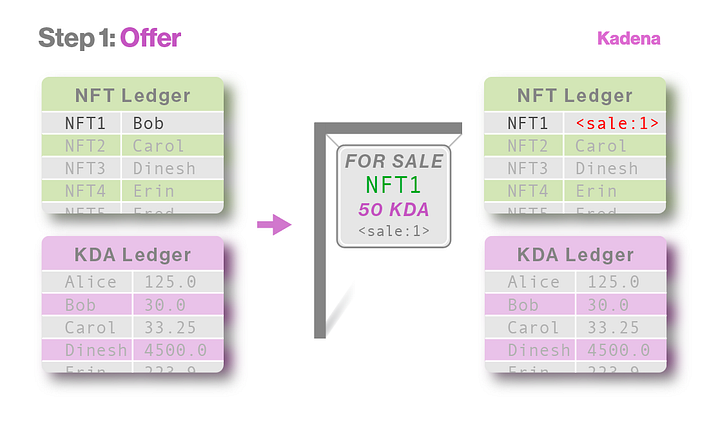 Step 1: Offer
Kadena
NFT Ledger
NFT1 Bob
NFT2 Carol
NFT3 Dinesh
NFT4 Erin
NFT5 Fred
KDA Ledger
Alice 125.0
Bob 30.0
Carol 33.25
Dinesh 4500.0
Erin 223.9
FOR SALE
NFT1
50 KDA
<sale:1>
NFT Ledger
NFT1 <sale:1>
NFT2 Carol
NFT3 Dinesh
NFT4 Erin
NFT5 Fred
KDA Ledger
Alice 125.0
Bob 30.0
Carol 33.25
Dinesh 4500.0
Erin 223.9